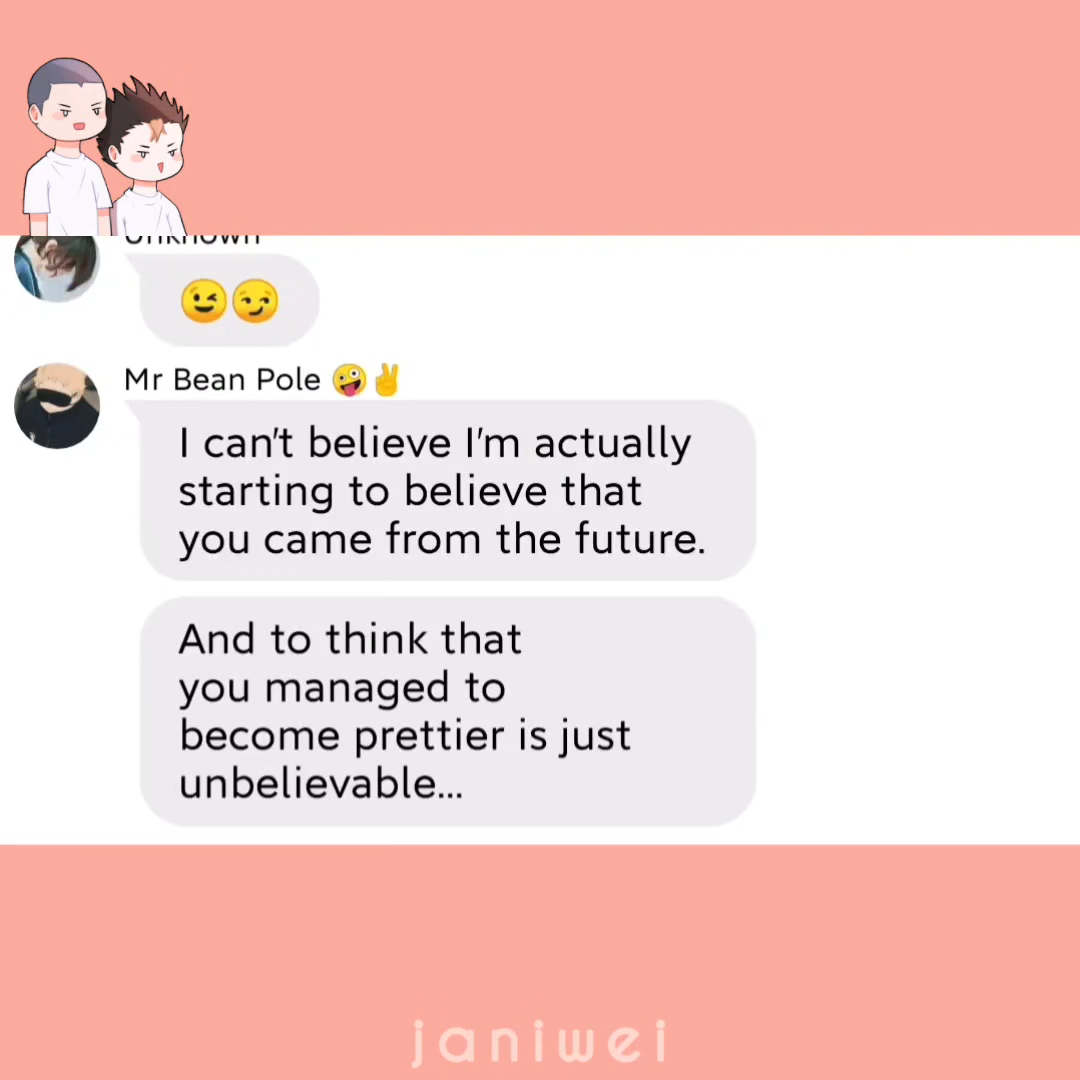 Unknown
😉😏
Mr Bean Pole 🤪✌
I can't believe I'm actually
starting to believe that
you came from the future.
And to think that
you managed to
become prettier is just
unbelievable...
janiwei